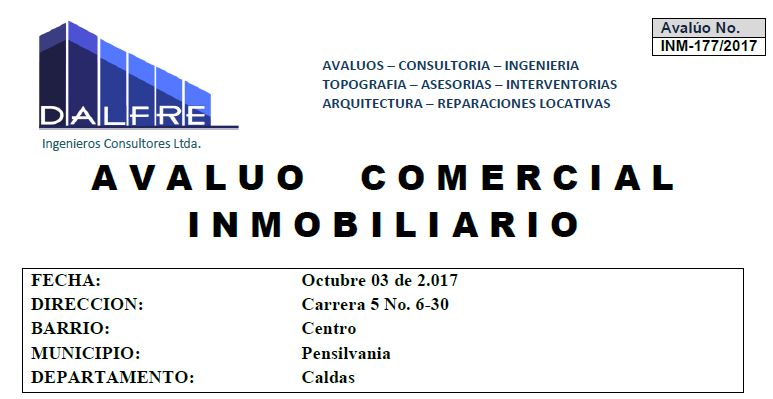 Avalúo No.
INM-177/2017
AVALUOS – CONSULTORIA – INGENIERIA
TOPOGRAFIA – ASESORIAS – INTERVENTORIAS
ARQUITECTURA – REPARACIONES LOCATIVAS
DALFRE
Ingenieros Consultores Ltda.
AVALUO COMERCIAL
INMOBILIARIO
FECHA: Octubre 03 de 2.017
DIRECCION: Carrera 5 No. 6-30
BARRIO: Centro
MUNICIPIO: Pensilvania
DEPARTAMENTO: Caldas